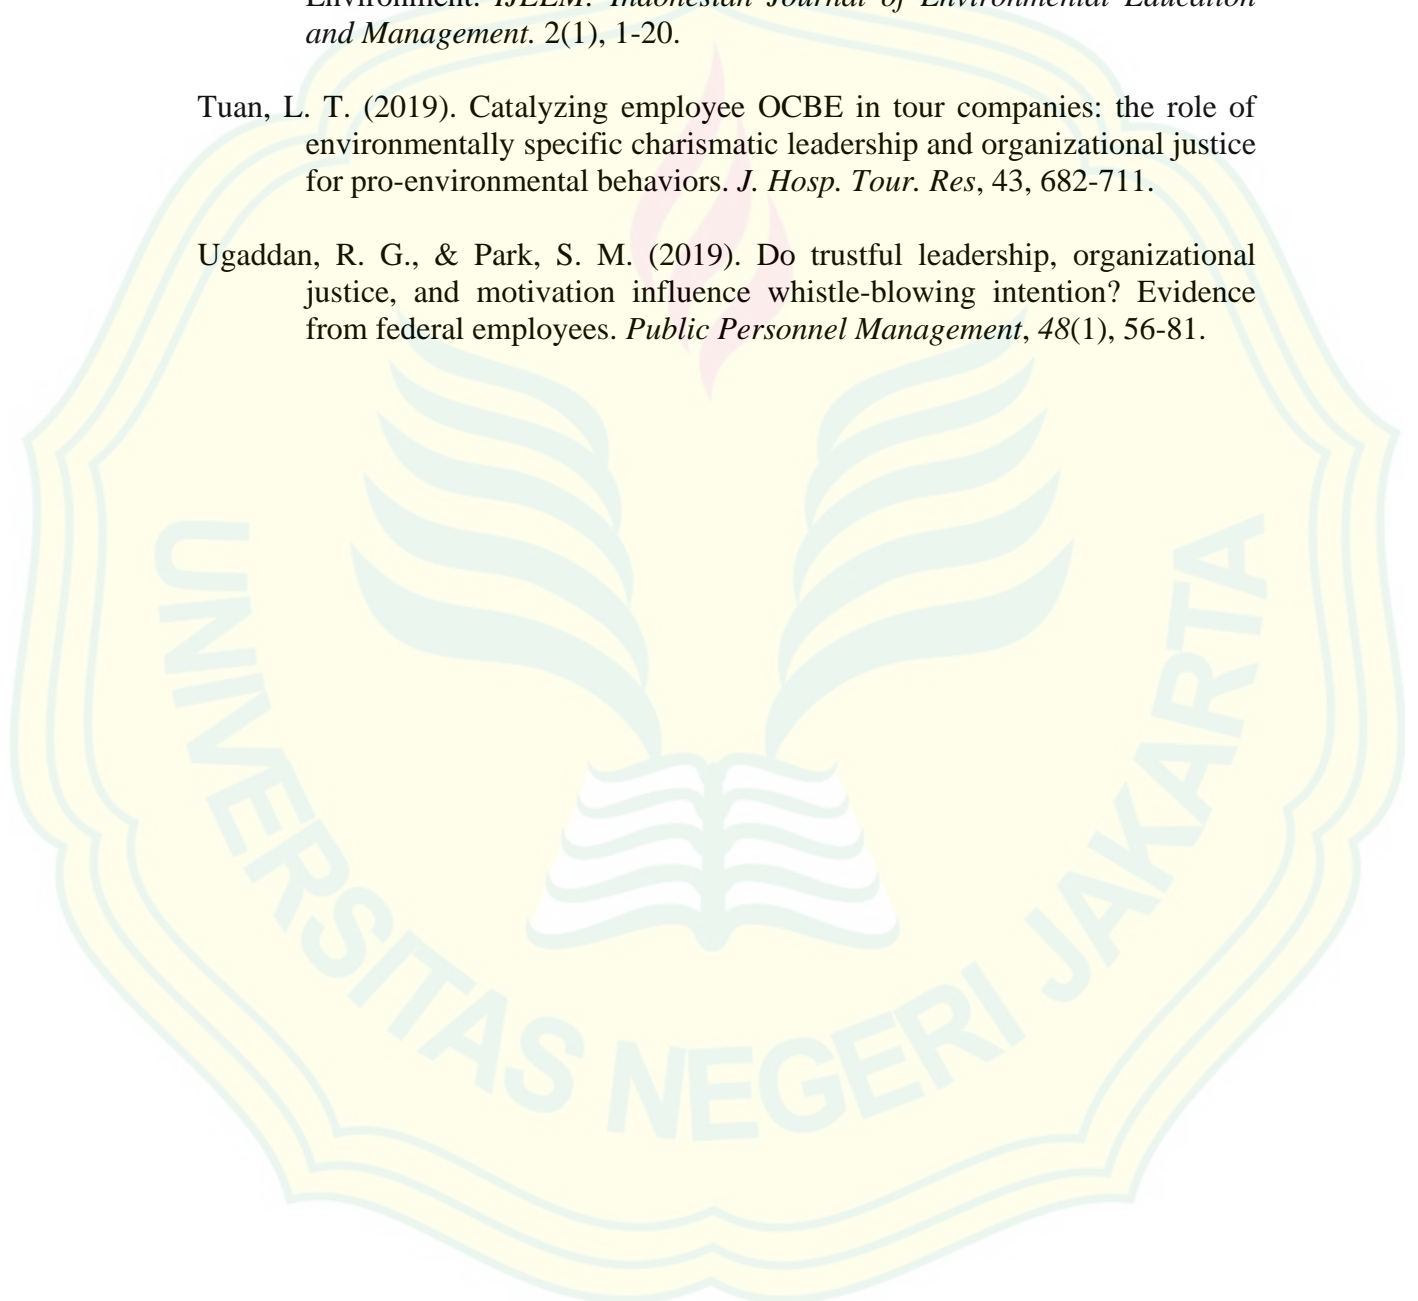 Environment. IJEEM: Indonesian Journal of Environmental Education
and Management. 2(1), 1-20.
Tuan, L. T. (2019). Catalyzing employee OCBE in tour companies: the role of
environmentally specific charismatic leadership and organizational justice
for pro-environmental behaviors. J. Hosp. Tour. Res, 43, 682-711.
Ugaddan, R. G., & Park, S. M. (2019). Do trustful leadership, organizational
justice, and motivation influence whistle-blowing intention? Evidence
from federal employees. Public Personnel Management, 48(1), 56-81.
UNIVERSITAS NEGERI JAKARTA